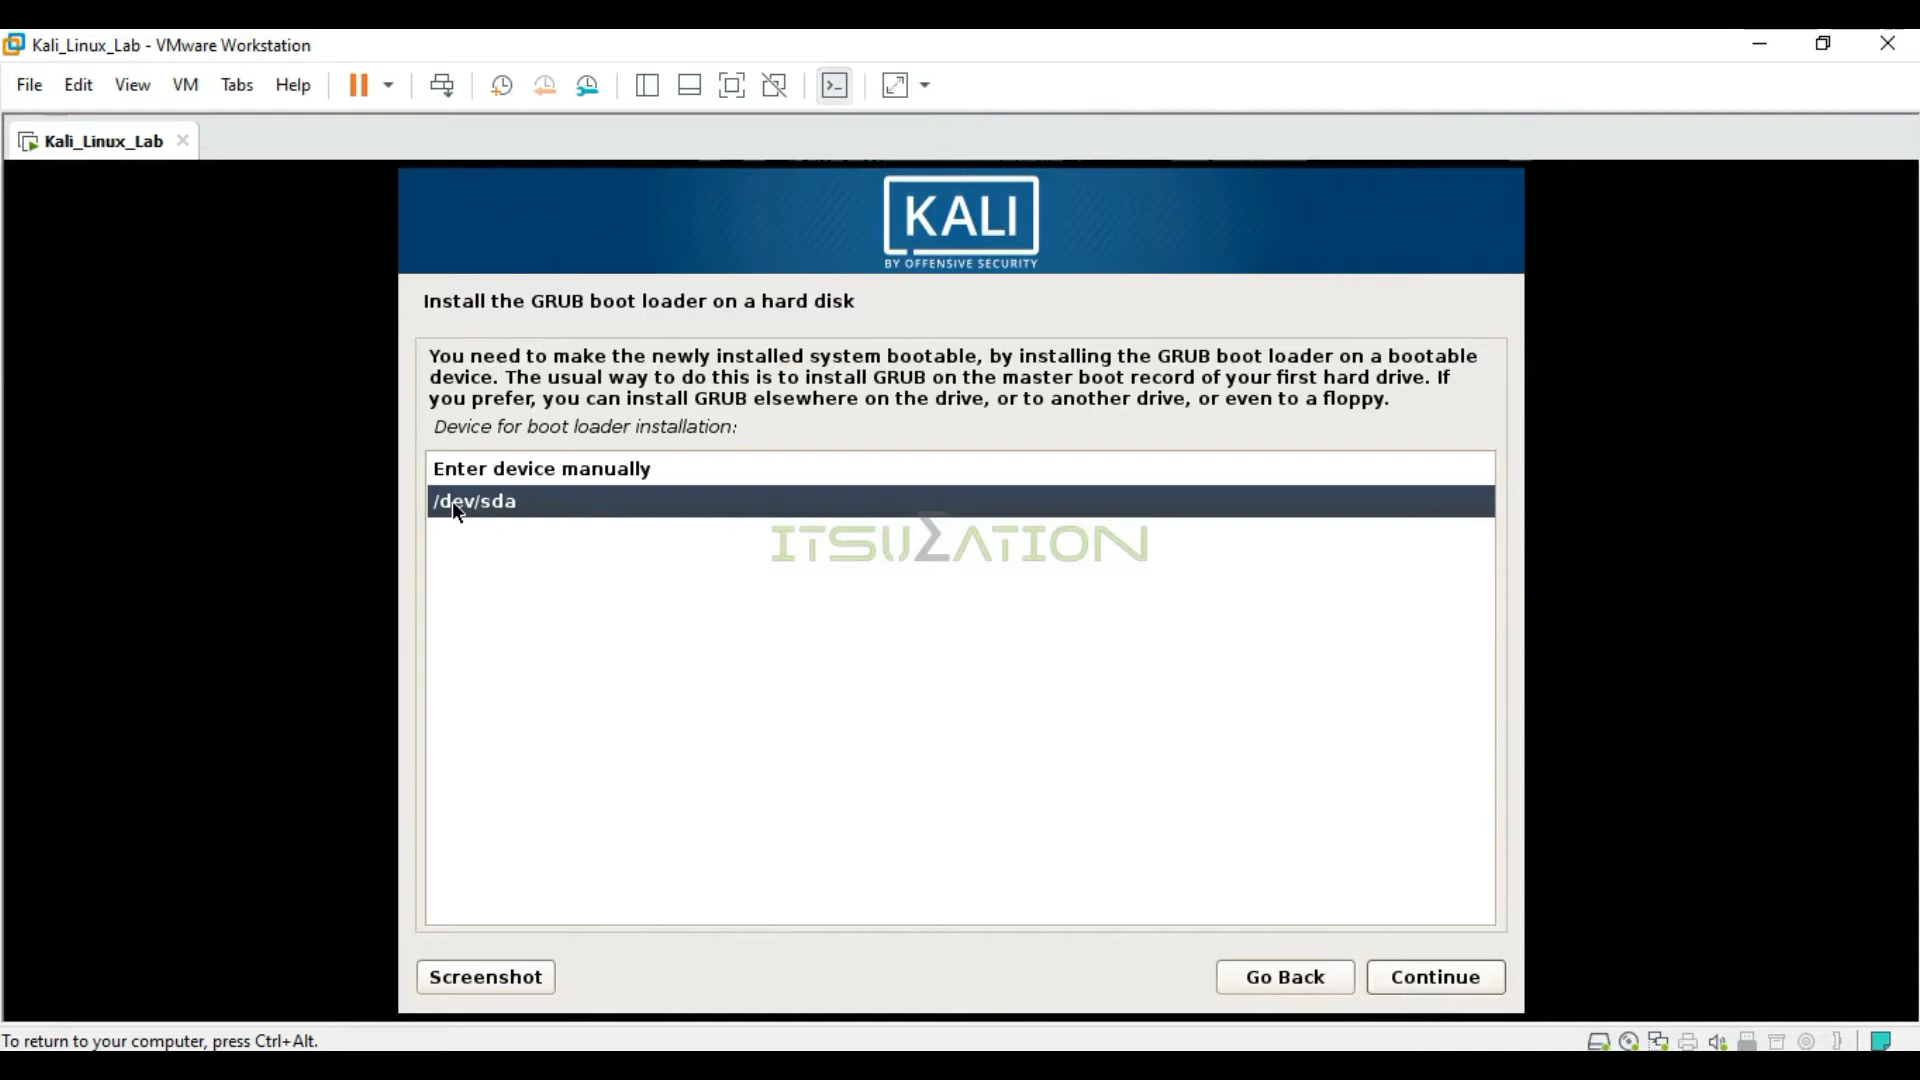 Kali_Linux_Lab - VMware Workstation
File Edit View VM Tabs Help
Kali_Linux_Lab
KALI
BY OFFENSIVE SECURITY
Install the GRUB boot loader on a hard disk
You need to make the newly installed system bootable, by installing the GRUB boot loader on a bootable
device. The usual way to do this is to install GRUB on the master boot record of your first hard drive. If
you prefer, you can install GRUB elsewhere on the drive, or to another drive, or even to a floppy.
Device for boot loader installation:
Enter device manually
/dev/sda
ITSUΣATION
Screenshot Go Back Continue
To return to your computer, press Ctrl+Alt.